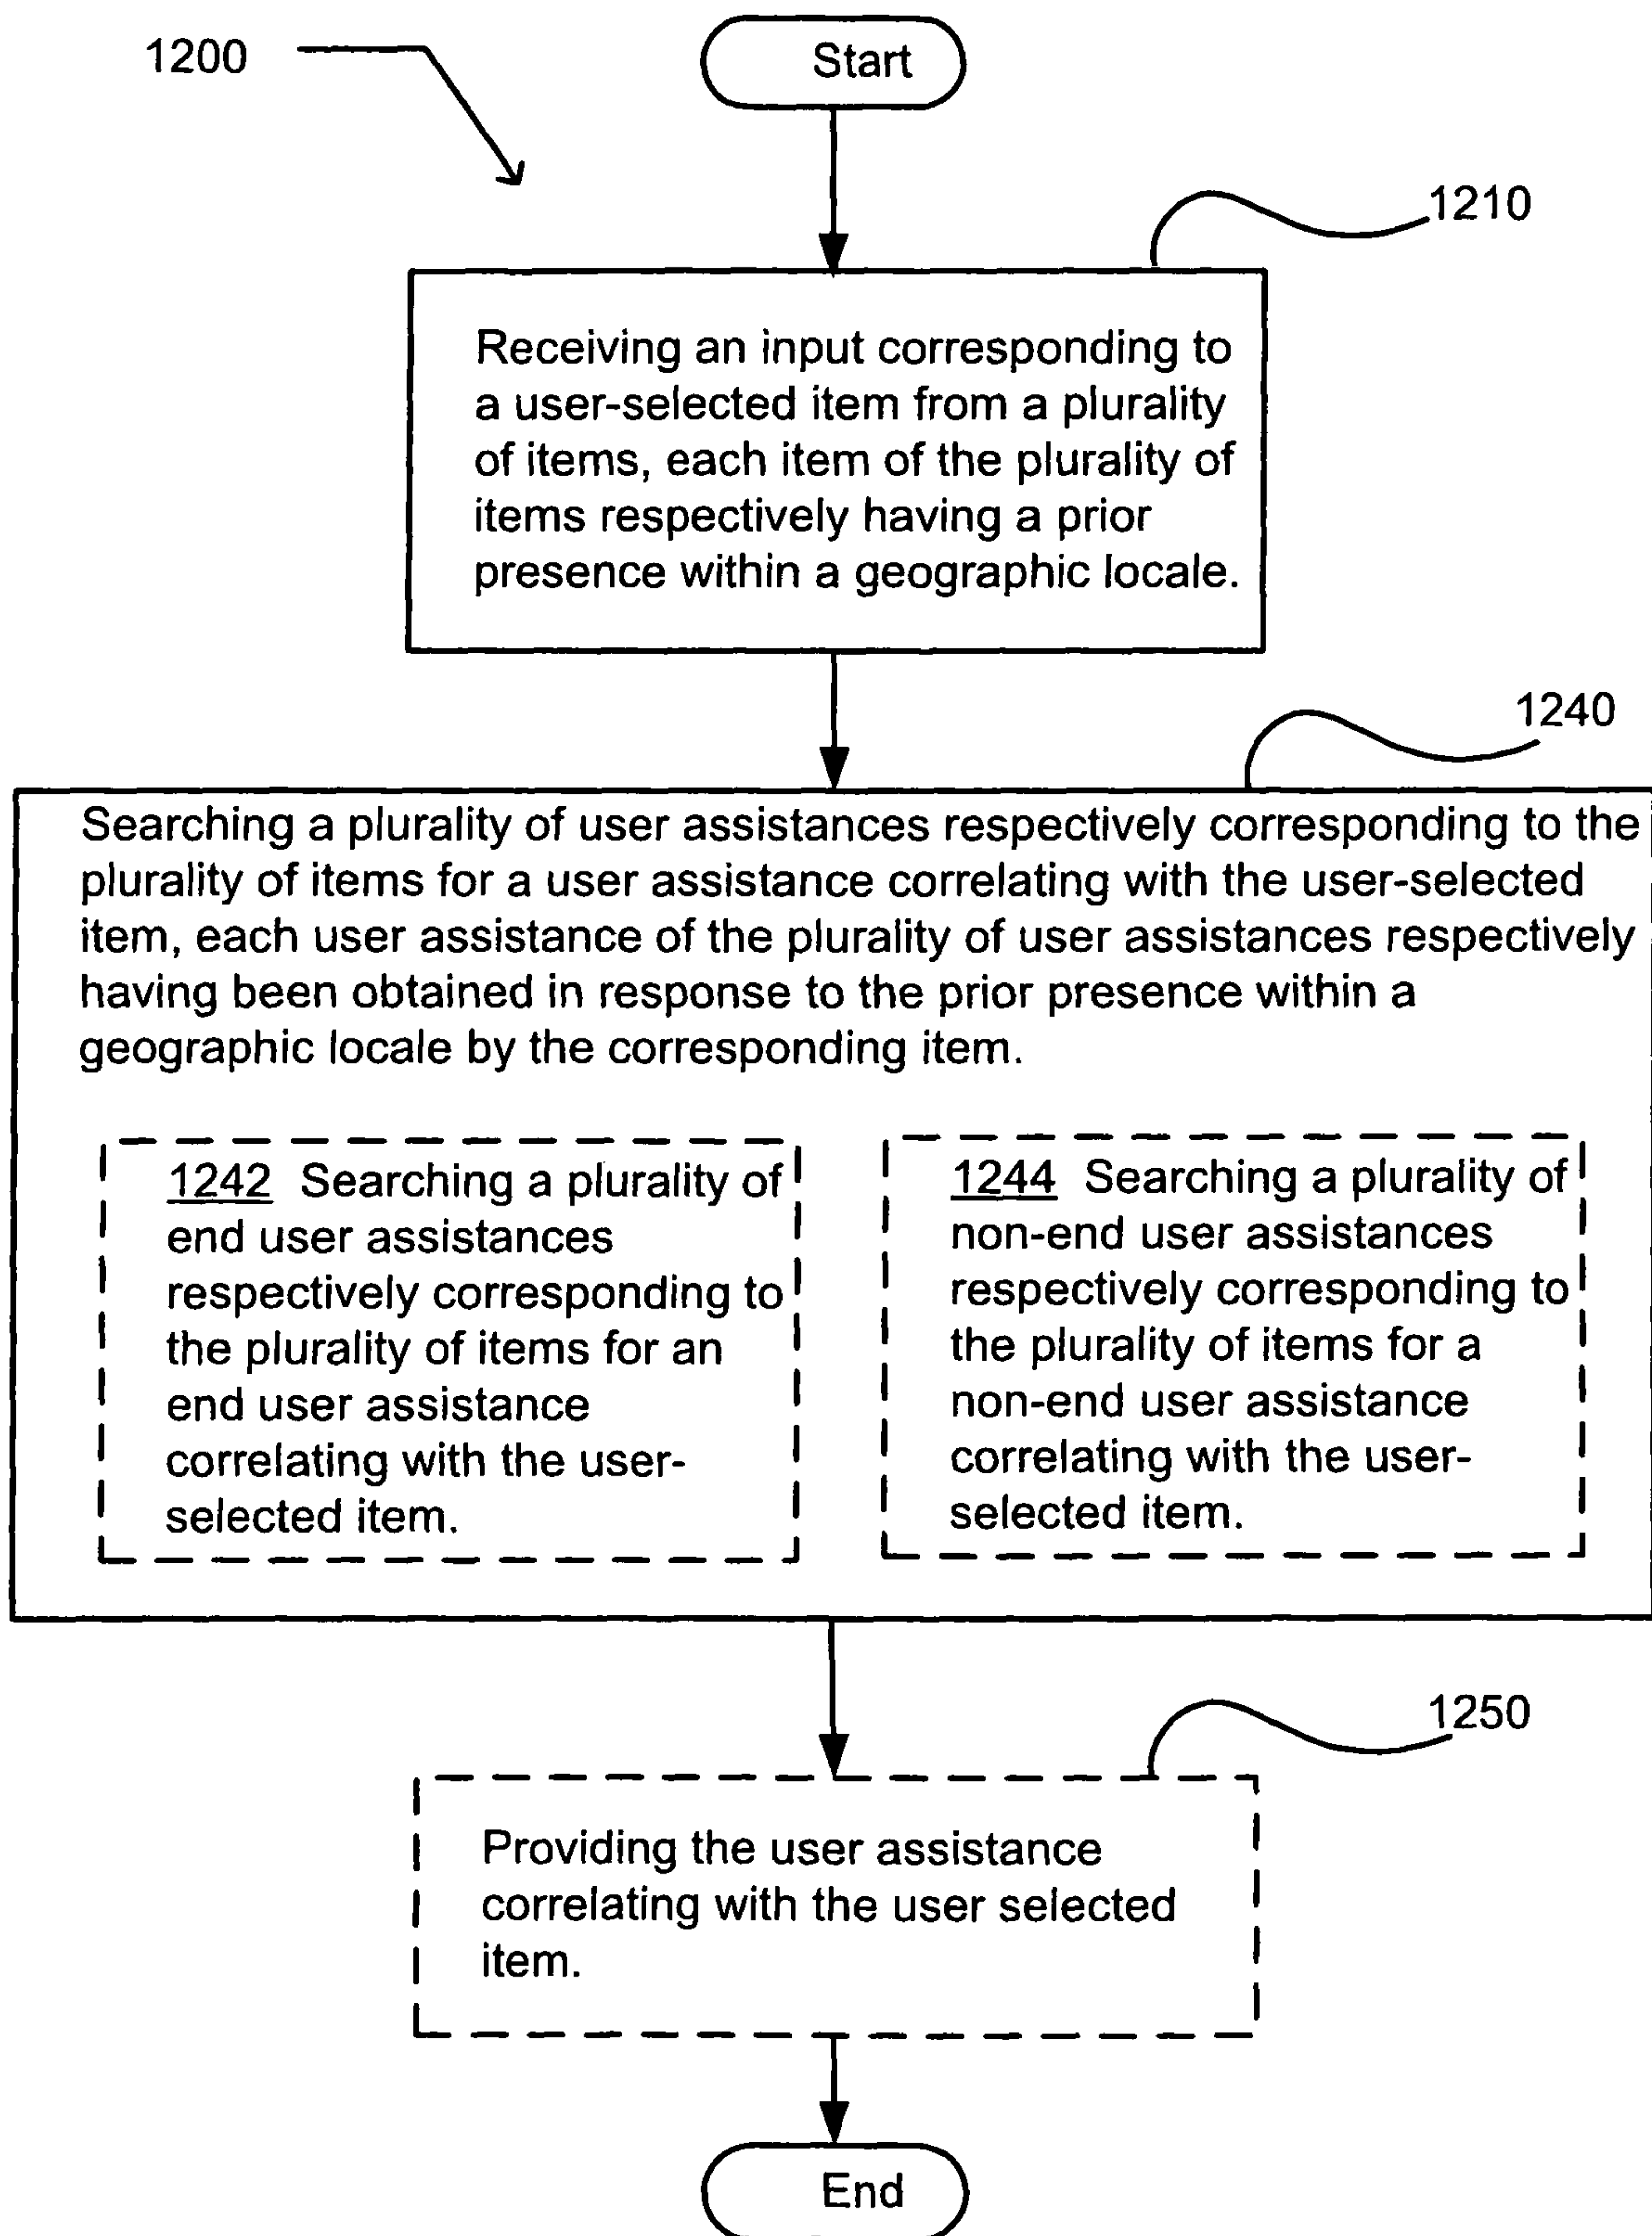 1200
Start
1210
Receiving an input corresponding to
a user-selected item from a plurality
of items, each item of the plurality of
items respectively having a prior
presence within a geographic locale.
1240
Searching a plurality of user assistances respectively corresponding to the
plurality of items for a user assistance correlating with the user-selected
item, each user assistance of the plurality of user assistances respectively
having been obtained in response to the prior presence within a
geographic locale by the corresponding item.
1242 Searching a plurality of
end user assistances
respectively corresponding to
the plurality of items for an
end user assistance
correlating with the user-
selected item.
1244 Searching a plurality of
non-end user assistances
respectively corresponding to
the plurality of items for a
non-end user assistance
correlating with the user-
selected item.
1250
Providing the user assistance
correlating with the user selected
item.
End